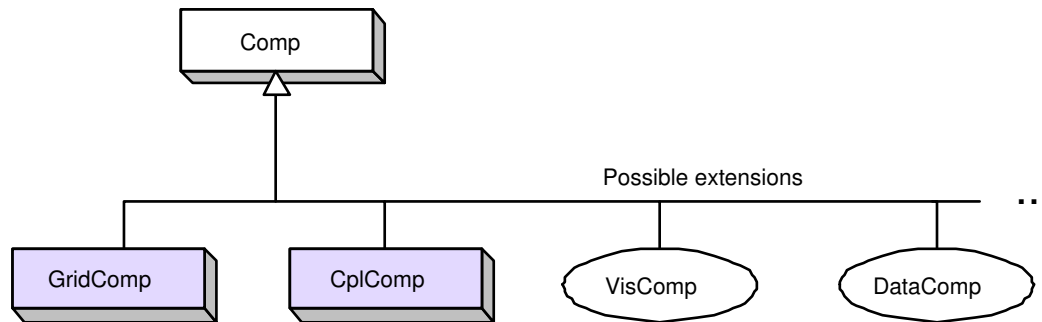 Comp
Possible extensions
..
GridComp
CplComp
VisComp
DataComp